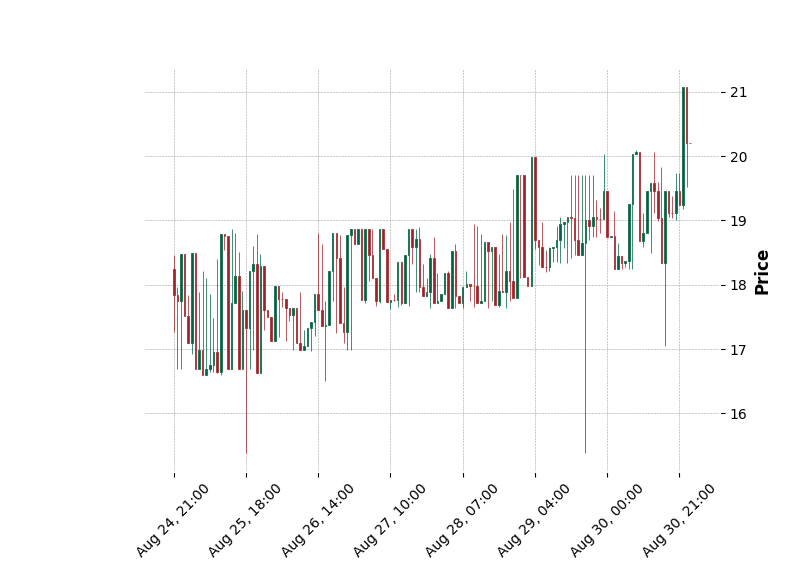 21
20
19
18
17
16
Price
Aug 24, 21:00
Aug 25, 18:00
Aug 26, 14:00
Aug 27, 10:00
Aug 28, 07:00
Aug 29, 04:00
Aug 30, 00:00
Aug 30, 21:00